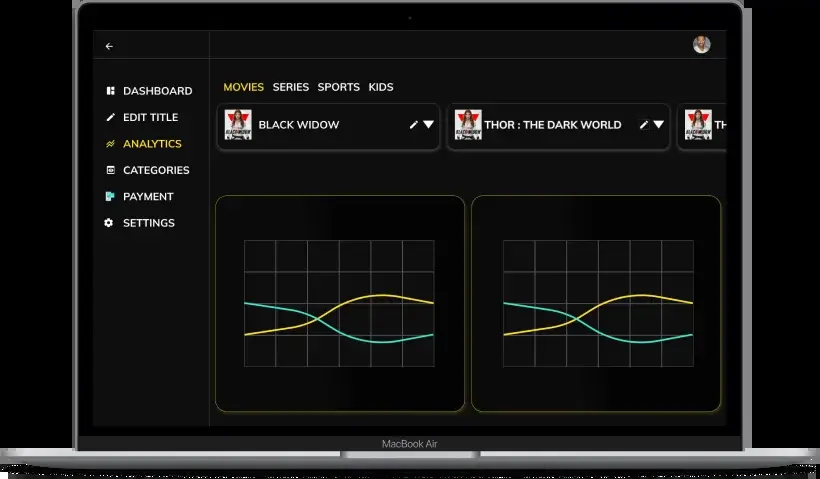 DASHBOARD
EDIT TITLE
ANALYTICS
CATEGORIES
PAYMENT
SETTINGS
MOVIES SERIES SPORTS KIDS
BLACK WIDOW
THOR : THE DARK WORLD
TH
MacBook Air